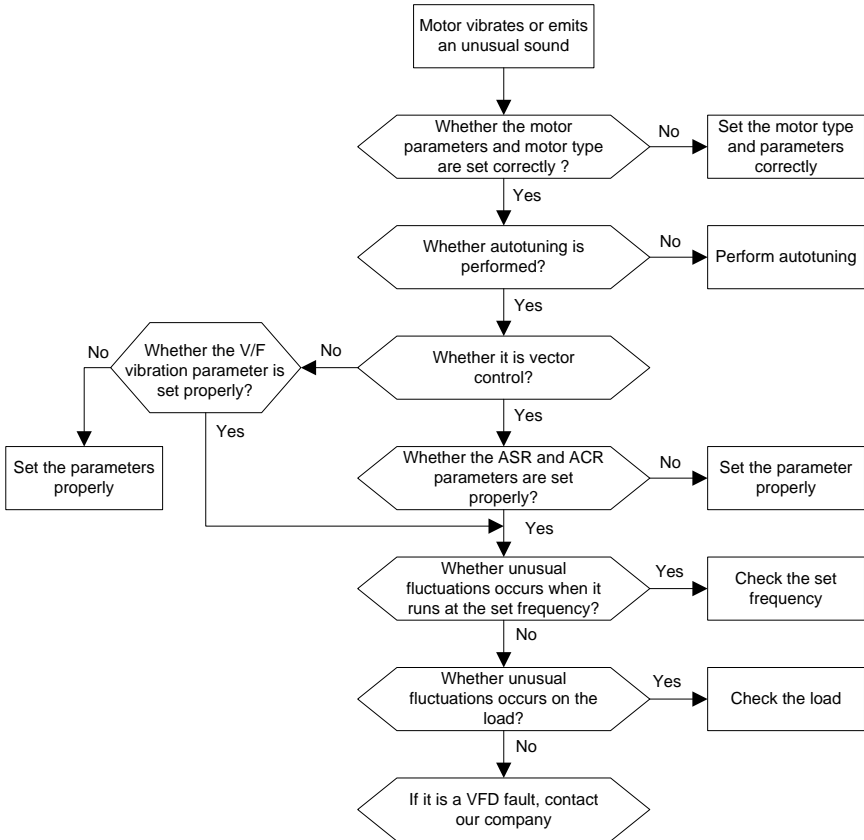 Motor vibrates or emits
an unusual sound
Whether the motor
parameters and motor type
are set correctly ?
No
Set the motor type
and parameters
correctly
Yes
Whether autotuning is
performed?
No
Perform autotuning
Yes
No
Whether the V/F
vibration parameter is
set properly?
No
Whether it is vector
control?
Yes
Yes
Set the parameters
properly
Whether the ASR and ACR
parameters are set
properly?
No
Set the parameter
properly
Yes
Whether unusual
fluctuations occurs when it
runs at the set frequency?
Yes
Check the set
frequency
No
Whether unusual
fluctuations occurs on the
load?
Yes
Check the load
No
If it is a VFD fault, contact
our company